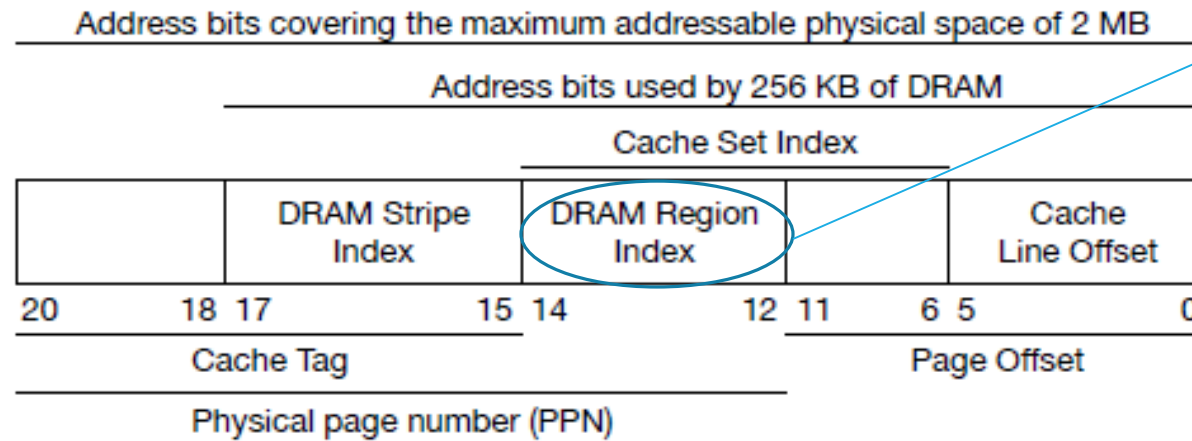 Address bits covering the maximum addressable physical space of 2 MB
Address bits used by 256 KB of DRAM
Cache Set Index
DRAM Stripe Index
DRAM Region Index
Cache Line Offset
20 18 17 15 14 12 11 6 5 0
Cache Tag
Page Offset
Physical page number (PPN)